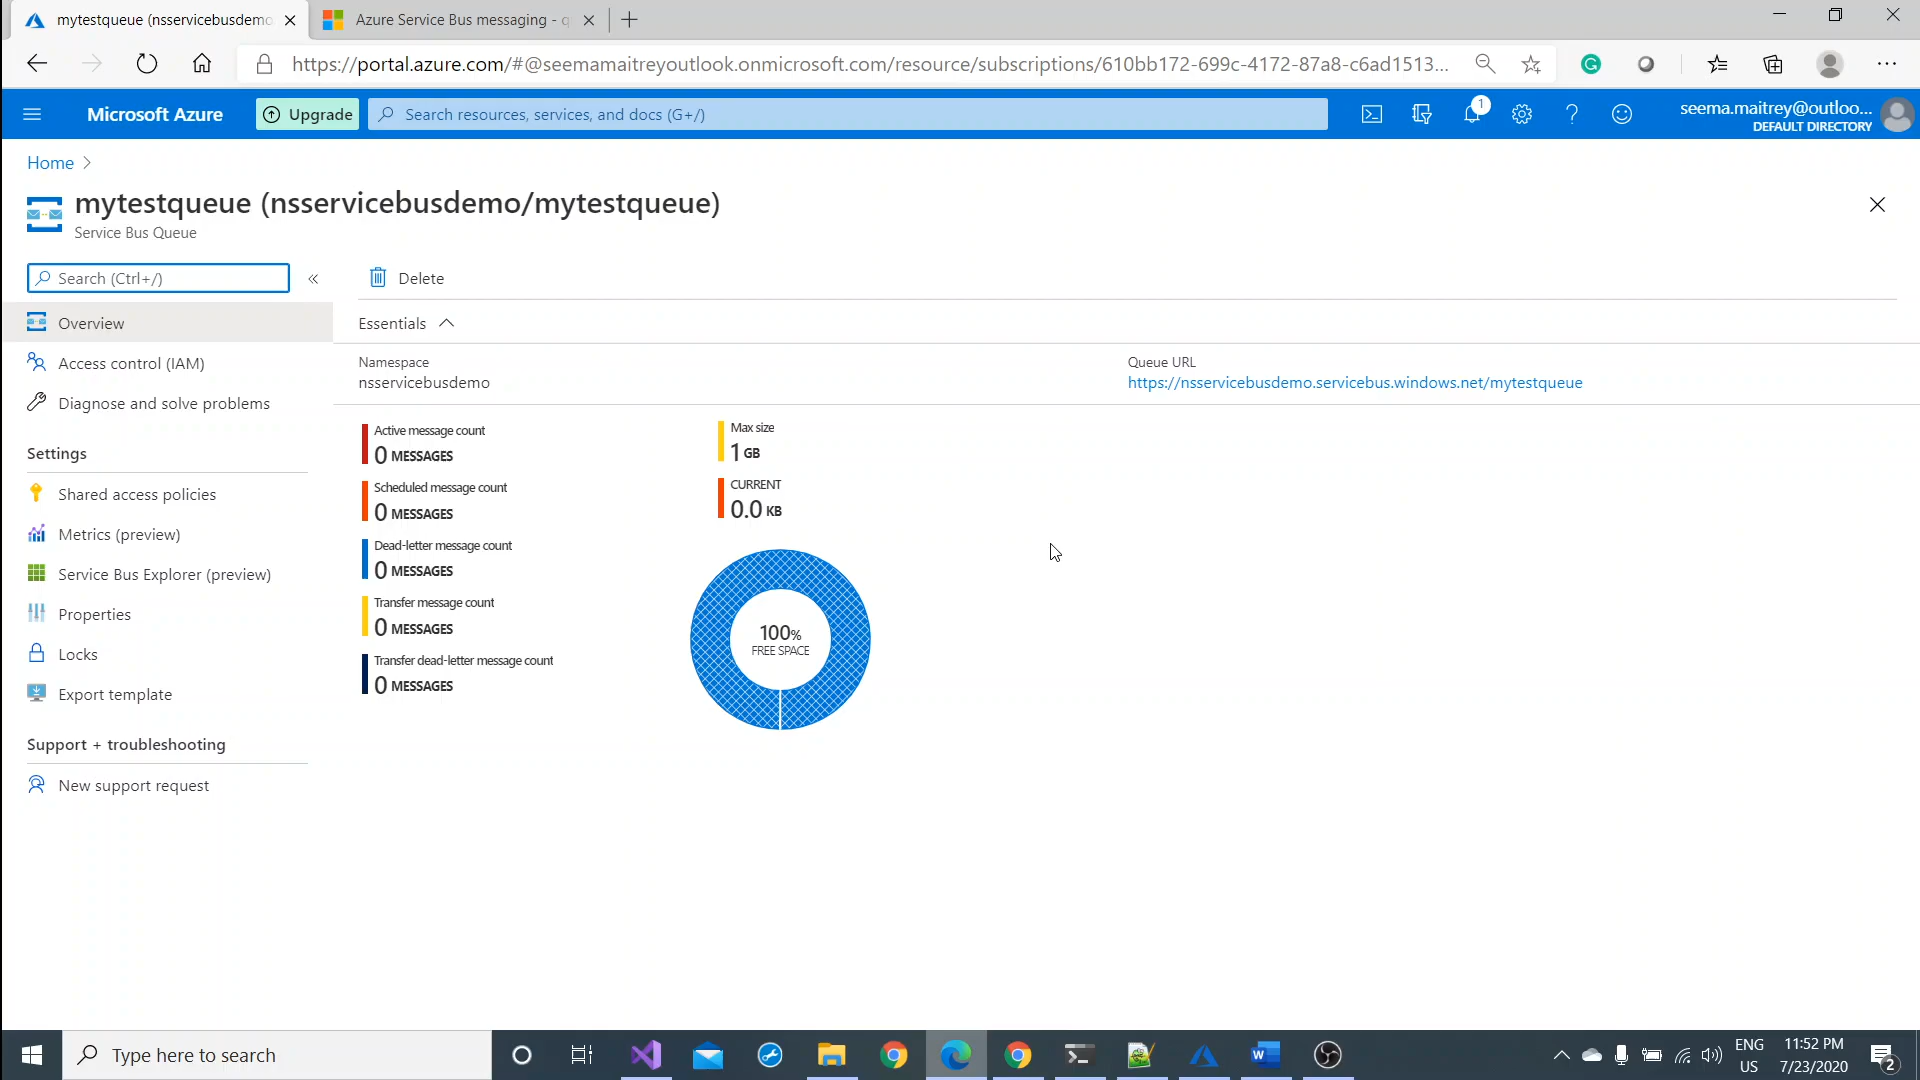 mytestqueue (nsservicebusdemo
Azure Service Bus messaging - q
https://portal.azure.com/#@seemamaitreyoutlook.onmicrosoft.com/resource/subscriptions/610bb172-699c-4172-87a8-c6ad1513...
Microsoft Azure
Upgrade
Search resources, services, and docs (G+/)
1
seema.maitrey@outloo...
DEFAULT DIRECTORY
Home
mytestqueue (nsservicebusdemo/mytestqueue)
Service Bus Queue
Search (Ctrl+/)
«
Delete
Overview
Access control (IAM)
Diagnose and solve problems
Settings
Shared access policies
Metrics (preview)
Service Bus Explorer (preview)
Properties
Locks
Export template
Support + troubleshooting
New support request
Essentials
Namespace
nsservicebusdemo
Queue URL
https://nsservicebusdemo.servicebus.windows.net/mytestqueue
Active message count
0 MESSAGES
Scheduled message count
0 MESSAGES
Dead-letter message count
0 MESSAGES
Transfer message count
0 MESSAGES
Transfer dead-letter message count
0 MESSAGES
Max size
1 GB
CURRENT
0.0 KB
100%
FREE SPACE
Type here to search
ENG
US
11:52 PM
7/23/2020
2